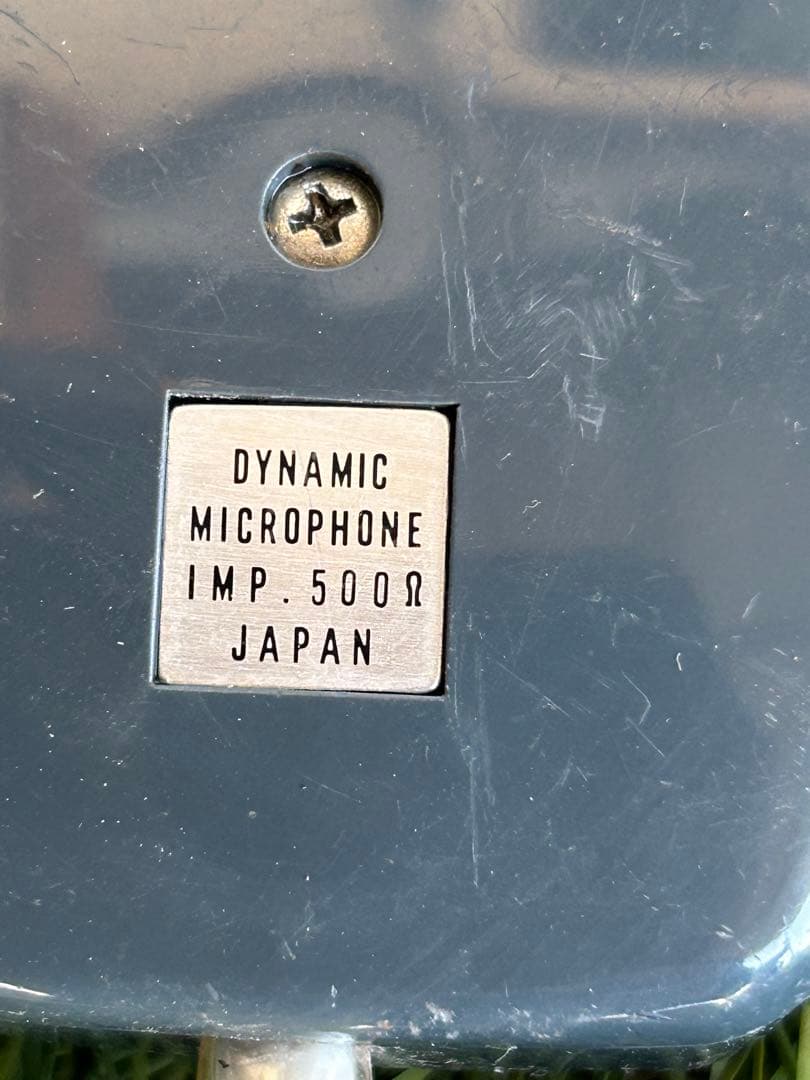 DYNAMIC
MICROPHONE
IMP. 500Ω
JAPAN